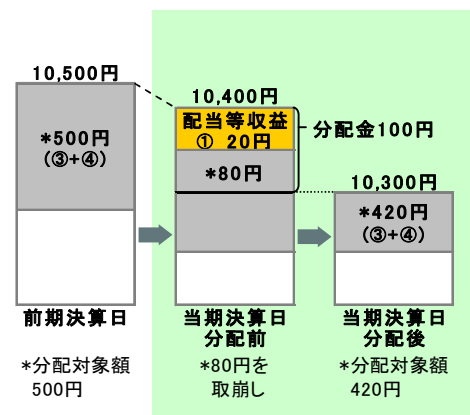 10,500円
*500円
(③+④)
前期決算日
*分配対象額
500円
10,400円
配当等収益
① 20円
*80円
分配金100円
当期決算日
分配前
*80円を
取崩し
10,300円
*420円
(③+④)
当期決算日
分配後
*分配対象額
420円